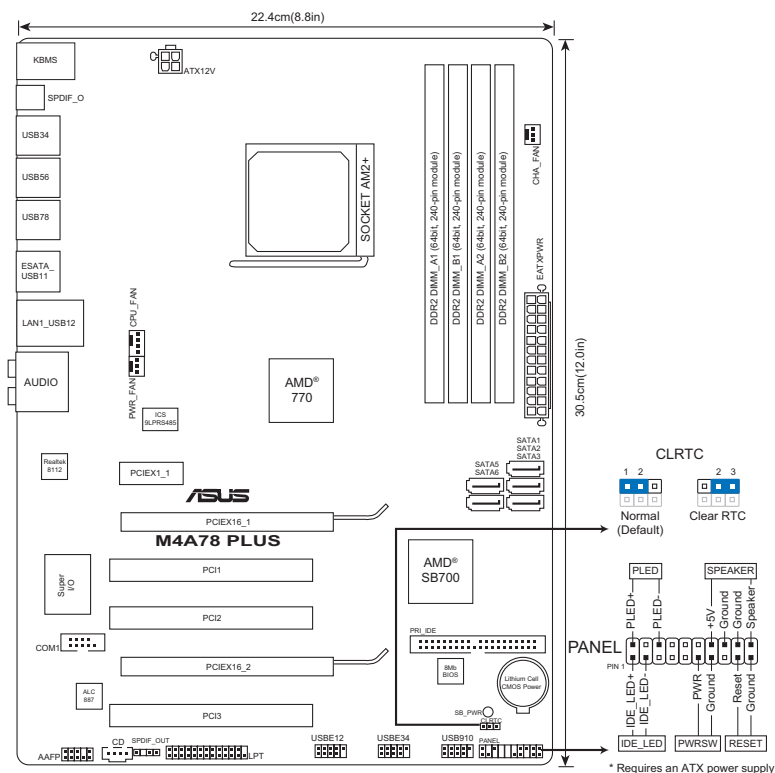 22.4cm(8.8in)
KBMS
ATX12V
SPDIF_O
USB34
USB56
USB78
ESATA_
USB11
LAN1_USB12
AUDIO
CPU_FAN
PWR_FAN
SOCKET AM2+
DDR2 DIMM_A1 (64bit, 240-pin module)
DDR2 DIMM_B1 (64bit, 240-pin module)
DDR2 DIMM_A2 (64bit, 240-pin module)
DDR2 DIMM_B2 (64bit, 240-pin module)
CHA_FAN
EATXPWR
30.5cm(12.0in)
AMD®
770
ICS
9LPRS485
Realtek
8112
PCIEX1_1
SATA1
SATA2
SATA3
SATA5
SATA6
ASUS
PCIEX16_1
M4A78 PLUS
PCI1
AMD®
SB700
Super
I/O
PCI2
PRI_IDE
COM1
PCIEX16_2
8Mb
BIOS
Lithium Cell
CMOS Power
ALC
887
PCI3
SB_PWR
CLRTC
AAFP
CD
SPDIF_OUT
LPT
USBE12
USBE34
USB910
PANEL
CLRTC
1 2
2 3
Normal
(Default)
Clear RTC
PLED
SPEAKER
PLED+
PLED-
+5V
Ground
Ground
Speaker-
PANEL
PIN 1
IDE_LED+
IDE_LED-
PWR
Ground
Reset
Ground
IDE_LED
PWRSW
RESET
* Requires an ATX power supply